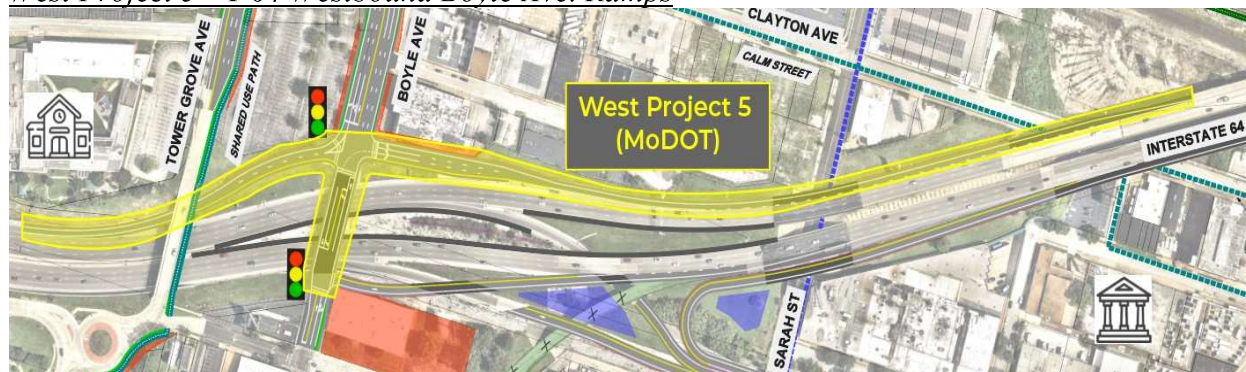 West Project 5 – I-64 Westbound Boyle Ave. Ramps
CLAYTON AVE
TOWER GROVE AVE
SHARED USE PATH
BOYLE AVE
CALM STREET
West Project 5
(MoDOT)
INTERSTATE 64
SARAH ST